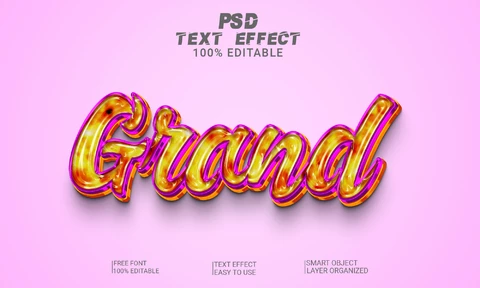 PSD
TEXT EFFECT
100% EDITABLE
Grand
FREE FONT
100% EDITABLE
TEXT EFFECT
EASY TO USE
SMART OBJECT
LAYER ORGANIZED